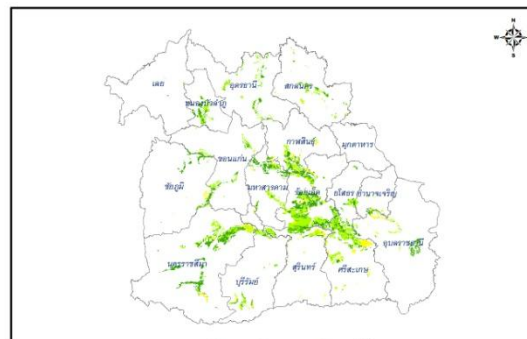 N
W E
S
เลย
อุดรธานี
สกลนคร
หนองบัวลำภู
กาฬสินธุ์
มุกดาหาร
ขอนแก่น
ชัยภูมิ
มหาสารคาม
ร้อยเอ็ด
ยโสธร อำนาจเจริญ
อุบลราชธานี
นครราชสีมา
บุรีรัมย์
สุรินทร์
ศรีสะเกษ